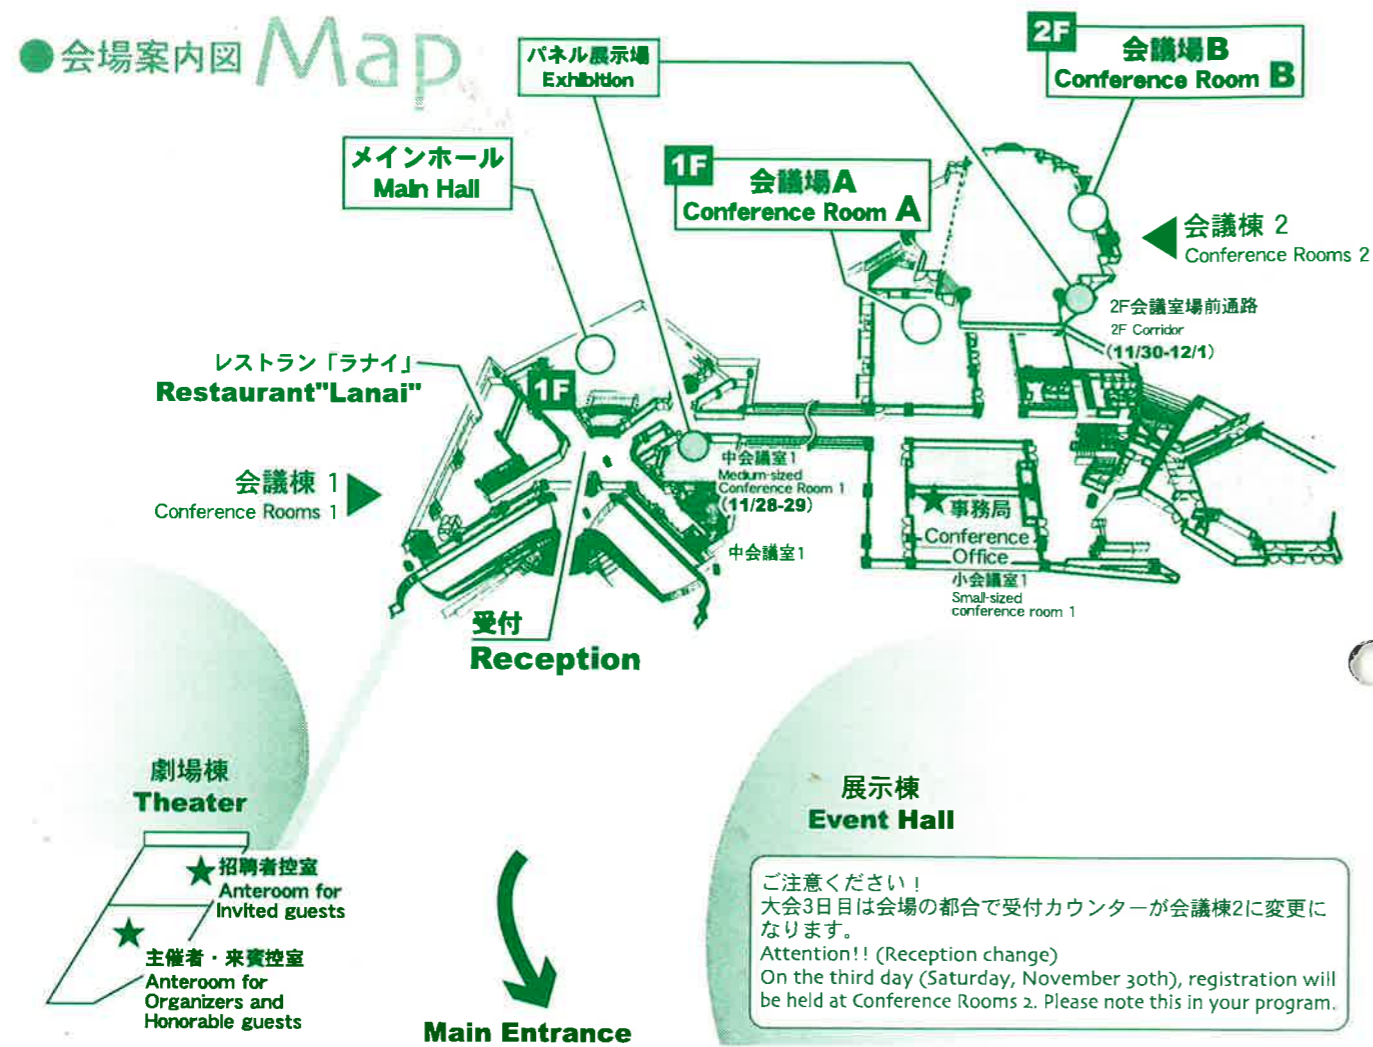 ●会場案内図 Map
パネル展示場
Exhibition
2F
会議場B
Conference Room B
メインホール
Main Hall
1F
会議場A
Conference Room A
会議棟 2
Conference Rooms 2
2F会議室場前通路
2F Corridor
(11/30-12/1)
レストラン「ラナイ」
Restaurant"Lanai"
1F
会議棟 1
Conference Rooms 1
中会議室1
Medium-sized
Conference Room 1
(11/28-29)
中会議室1
★事務局
Conference
Office
小会議室1
Small-sized
conference room 1
受付
Reception
劇場棟
Theater
★招聘者控室
Anteroom for
Invited guests
★
主催者・来賓控室
Anteroom for
Organizers and
Honorable guests
Main Entrance
展示棟
Event Hall
ご注意ください！
大会3日目は会場の都合で受付カウンターが会議棟2に変更に
なります。
Attention!! (Reception change)
On the third day (Saturday, November 30th), registration will
be held at Conference Rooms 2. Please note this in your program.